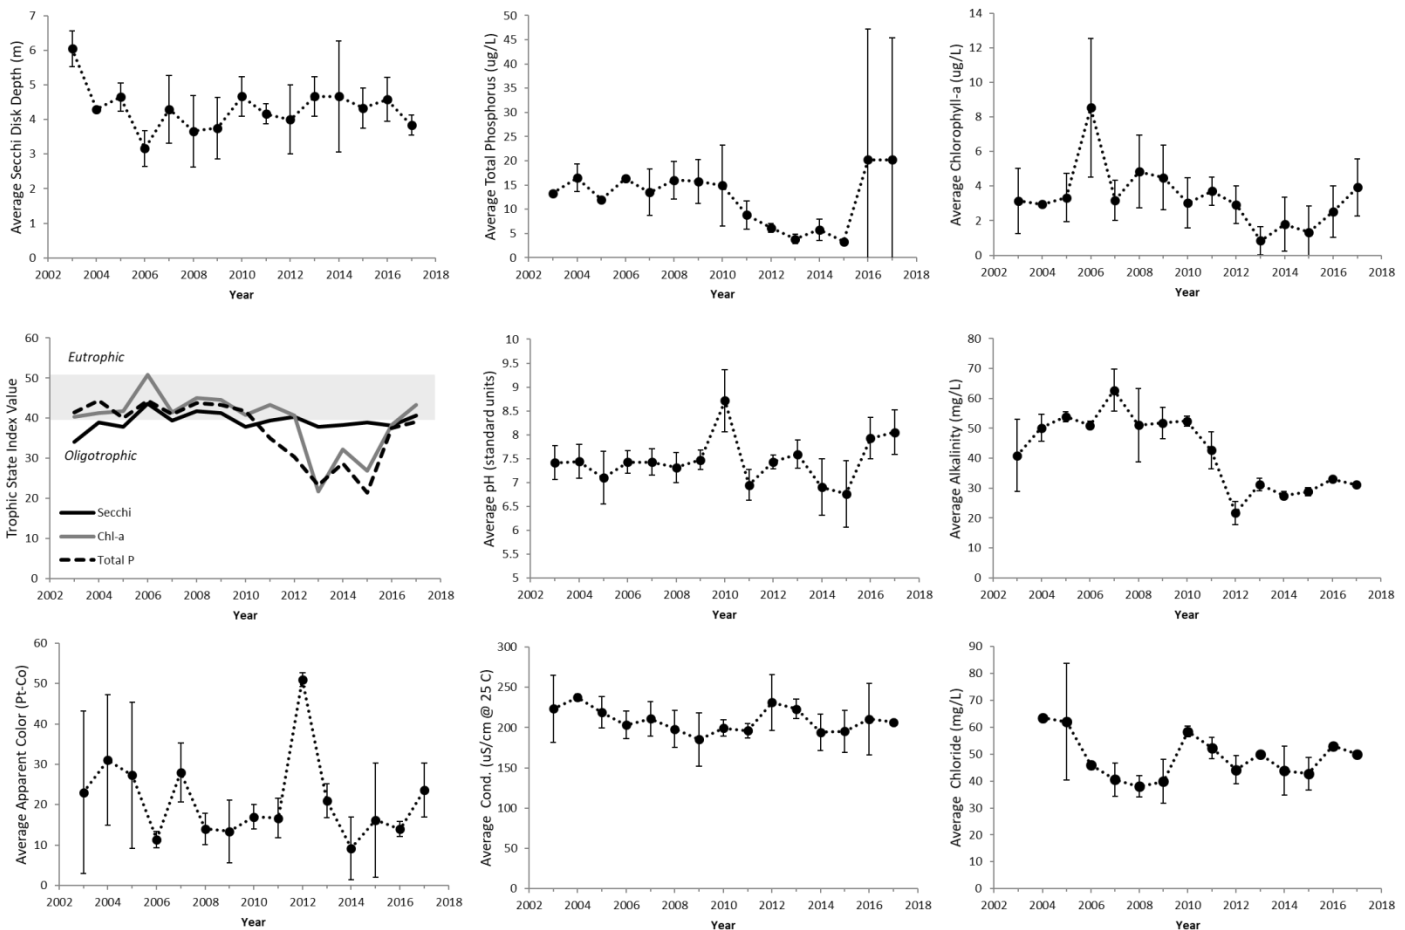 Average Secchi Disk Depth (m)
7
6
5
4
3
2
1
0
2002 2004 2006 2008 2010 2012 2014 2016 2018
Year
Average Total Phosphorus (ug/L)
50
45
40
35
30
25
20
15
10
5
0
2002 2004 2006 2008 2010 2012 2014 2016 2018
Year
Average Chlorophyll-a (ug/L)
14
12
10
8
6
4
2
0
2002 2004 2006 2008 2010 2012 2014 2016 2018
Year
Trophic State Index Value
60
50
40
30
20
10
0
Eutrophic
Oligotrophic
Secchi
Chl-a
Total P
2002 2004 2006 2008 2010 2012 2014 2016 2018
Year
Average pH (standard units)
10
9.5
9
8.5
8
7.5
7
6.5
6
5.5
5
2002 2004 2006 2008 2010 2012 2014 2016 2018
Year
Average Alkalinity (mg/L)
80
70
60
50
40
30
20
10
0
2002 2004 2006 2008 2010 2012 2014 2016 2018
Year
Average Apparent Color (Pt-Co)
60
50
40
30
20
10
0
2002 2004 2006 2008 2010 2012 2014 2016 2018
Year
Average Cond. (uS/cm @ 25 C)
300
250
200
150
100
50
0
2002 2004 2006 2008 2010 2012 2014 2016 2018
Year
Average Chloride (mg/L)
90
80
70
60
50
40
30
20
10
0
2002 2004 2006 2008 2010 2012 2014 2016 2018
Year